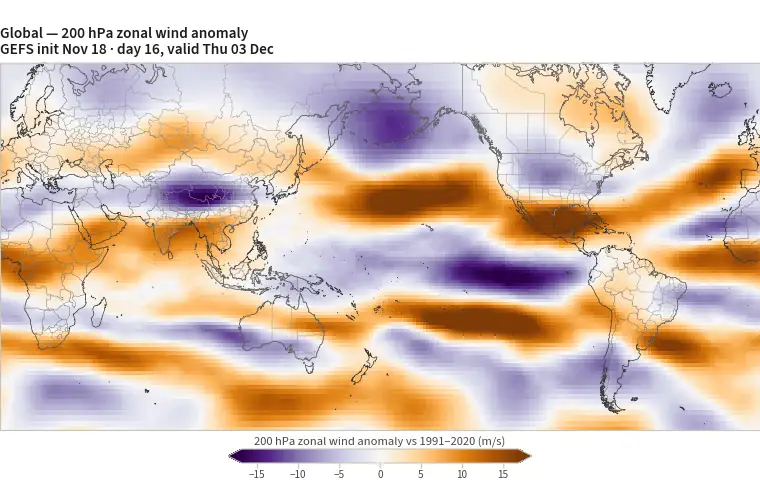 Global — 200 hPa zonal wind anomaly
GEFS init Nov 18 · day 16, valid Thu 03 Dec
200 hPa zonal wind anomaly vs 1991–2020 (m/s)
−15 −10 −5 0 5 10 15